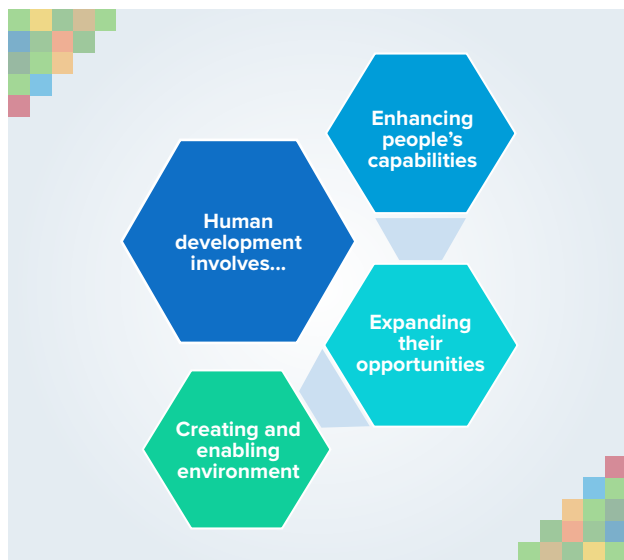 Human
development
involves...
Enhancing
people's
capabilities
Expanding
their
opportunities
Creating and
enabling
environment